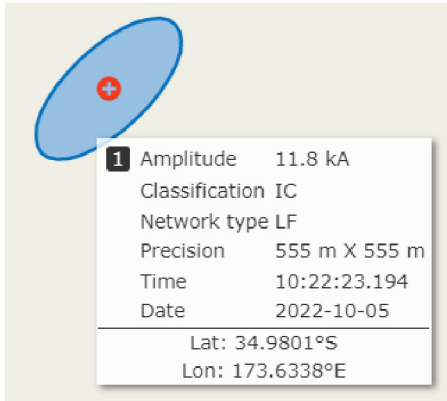 1 Amplitude 11.8 kA
Classification IC
Network type LF
Precision 555 m X 555 m
Time 10:22:23.194
Date 2022-10-05
Lat: 34.9801°S
Lon: 173.6338°E